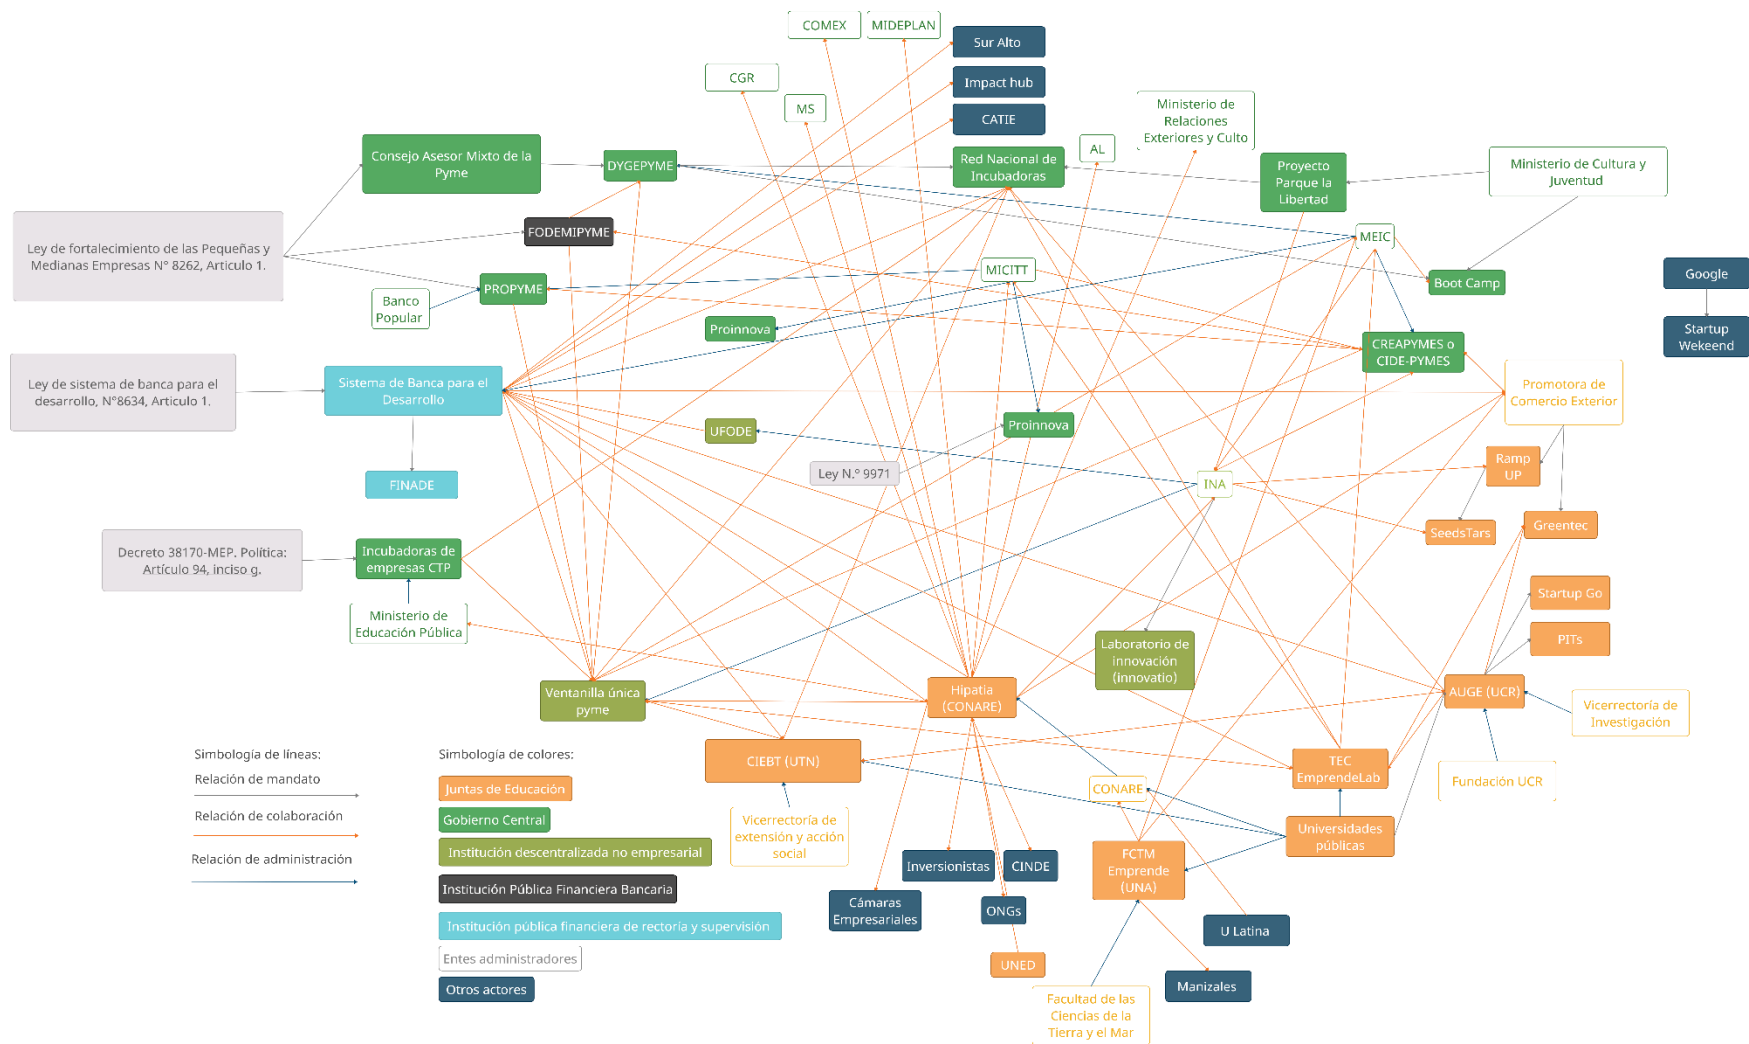 COMEX
MIDEPLAN
Sur Alto
CGR
Impact hub
MS
CATIE
Ministerio de
Relaciones
Exteriores y Culto
AL
Consejo Asesor Mixto de la
Pyme
DYGEPYME
Red Nacional de
Incubadoras
Proyecto
Parque la
Libertad
Ministerio de Cultura y
Juventud
Ley de fortalecimiento de las Pequeñas y
Medianas Empresas N° 8262, Articulo 1.
FODEMIPYME
MEIC
MICITT
Boot Camp
Google
Banco
Popular
PROPYME
Proinnova
CREAPYMES o
CIDE-PYMES
Startup
Wekeend
Ley de sistema de banca para el
desarrollo, N°8634, Articulo 1.
Sistema de Banca para el
Desarrollo
Promotora de
Comercio Exterior
UFODE
Proinnova
Ley N.º 9971
FINADE
INA
Ramp
UP
SeedsTars
Greentec
Decreto 38170-MEP. Política:
Artículo 94, inciso g.
Incubadoras de
empresas CTP
Ministerio de
Educación Pública
Startup Go
PITs
Laboratorio de
innovación
(innovatio)
Ventanilla única
pyme
Hipatia
(CONARE)
AUGE (UCR)
Vicerrectoría de
Investigación
CIEBT (UTN)
TEC
EmprendeLab
CONARE
Fundación UCR
Vicerrectoría de
extensión y acción
social
Universidades
públicas
Inversionistas
CINDE
FCTM
Emprende
(UNA)
Cámaras
Empresariales
ONGs
U Latina
UNED
Manizales
Facultad de las
Ciencias de la
Tierra y el Mar
Simbología de líneas:
Relación de mandato
Relación de colaboración
Relación de administración
Simbología de colores:
Juntas de Educación
Gobierno Central
Institución descentralizada no empresarial
Institución Pública Financiera Bancaria
Institución pública financiera de rectoría y supervisión
Entes administradores
Otros actores